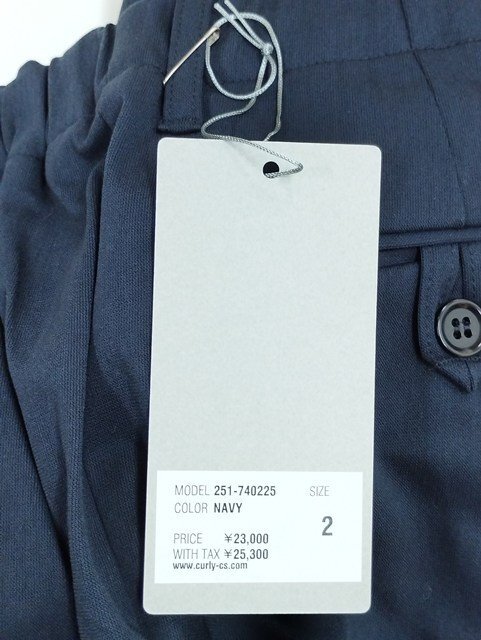 MODEL 251-740225 SIZE
COLOR NAVY 2
PRICE ¥23,000
WITH TAX ¥25,300
www.curly-cs.com